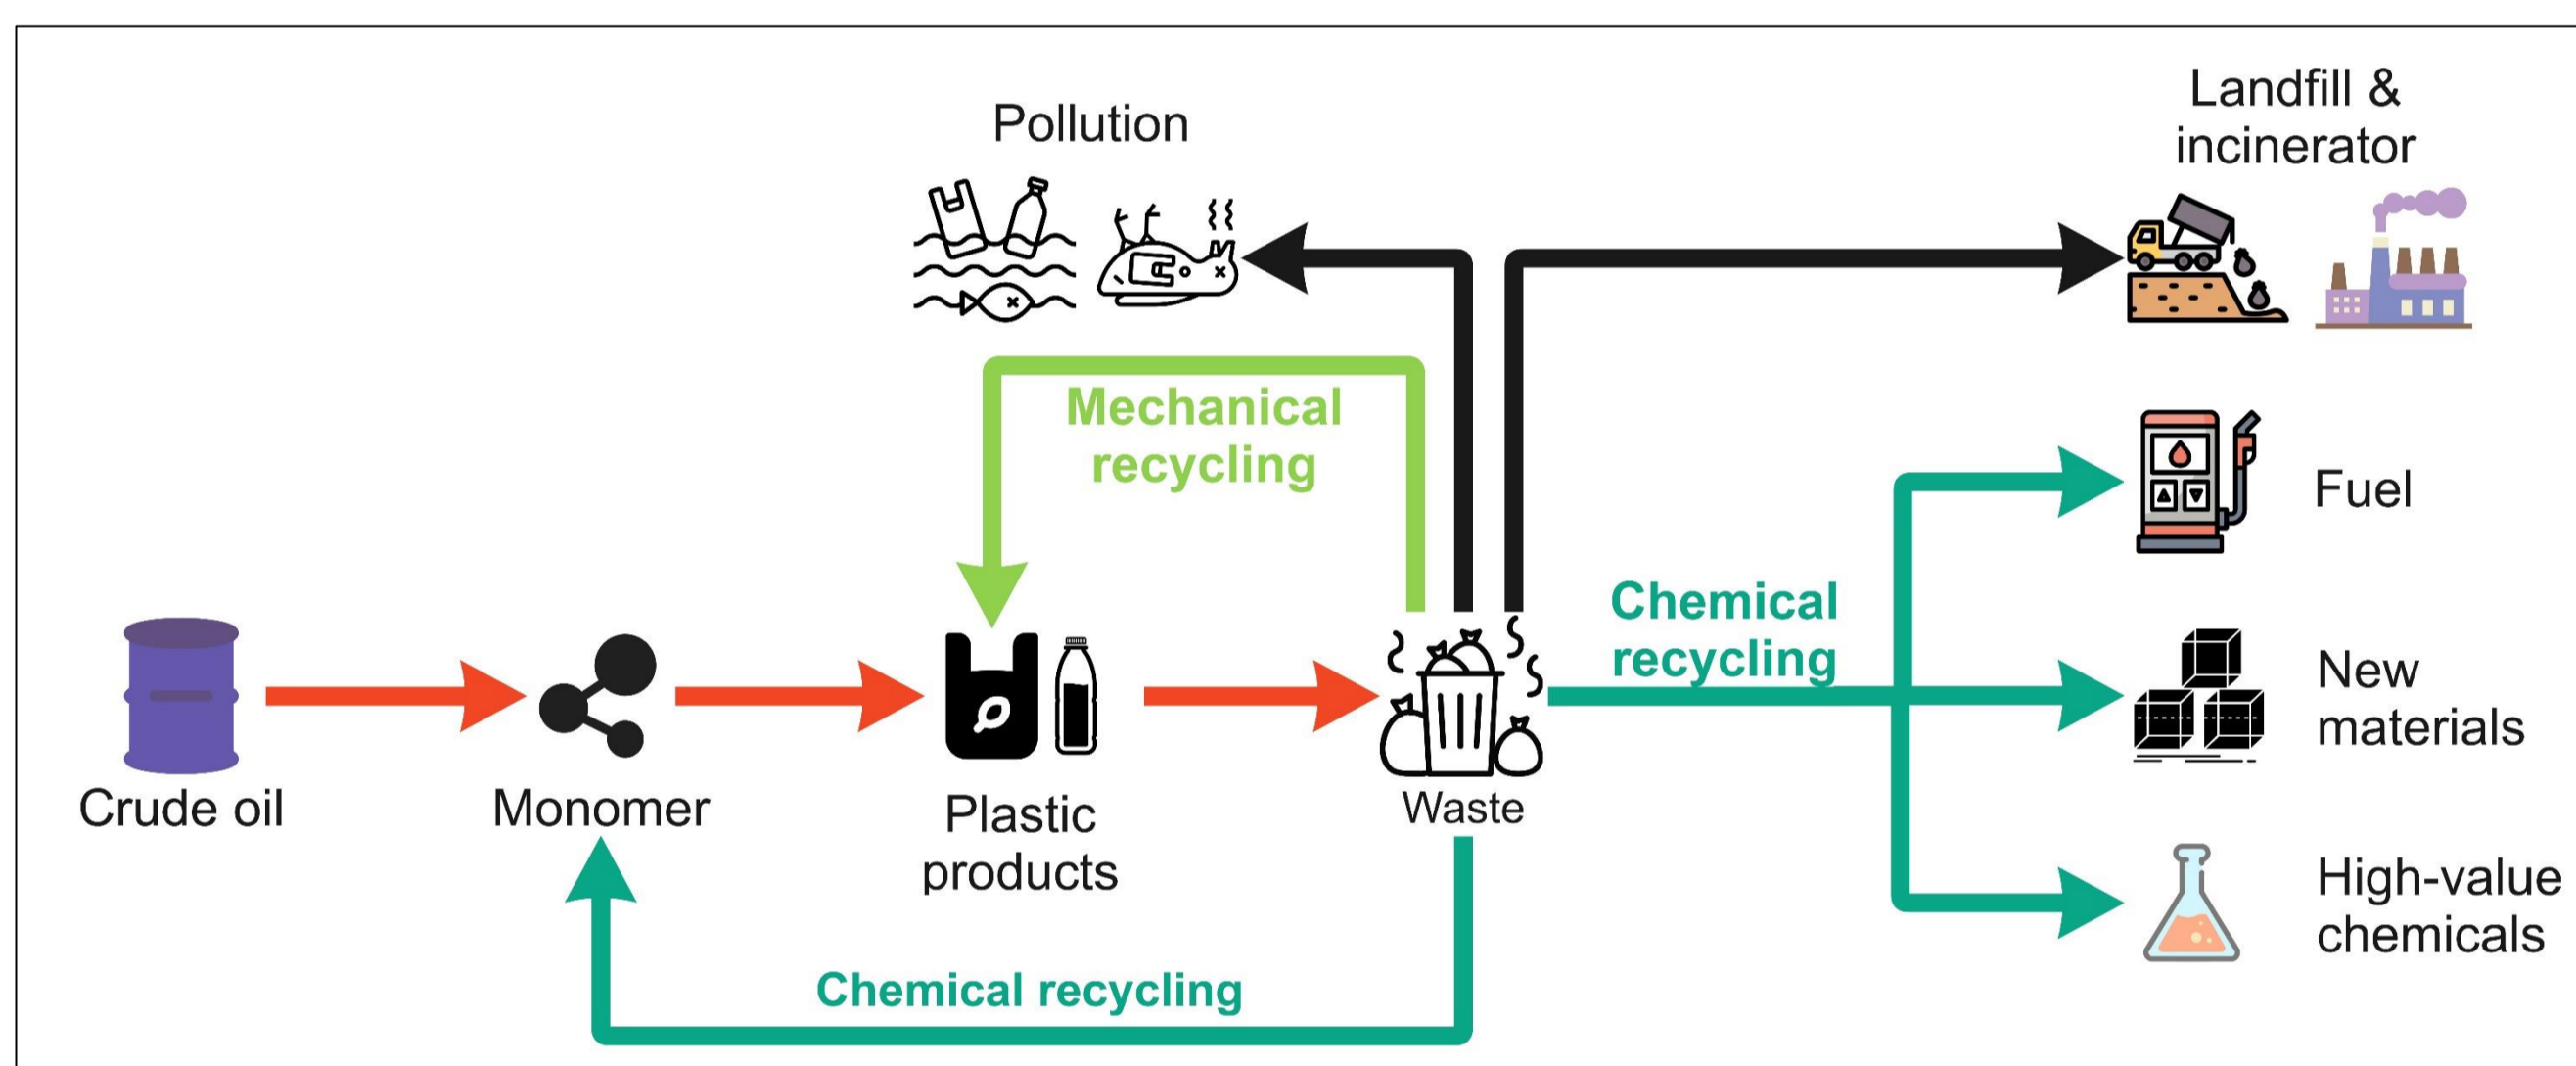 Pollution
Landfill &
incinerator
Mechanical
recycling
Fuel
Chemical
recycling
New
materials
Crude oil
Monomer
Plastic
products
Waste
High-value
chemicals
Chemical recycling